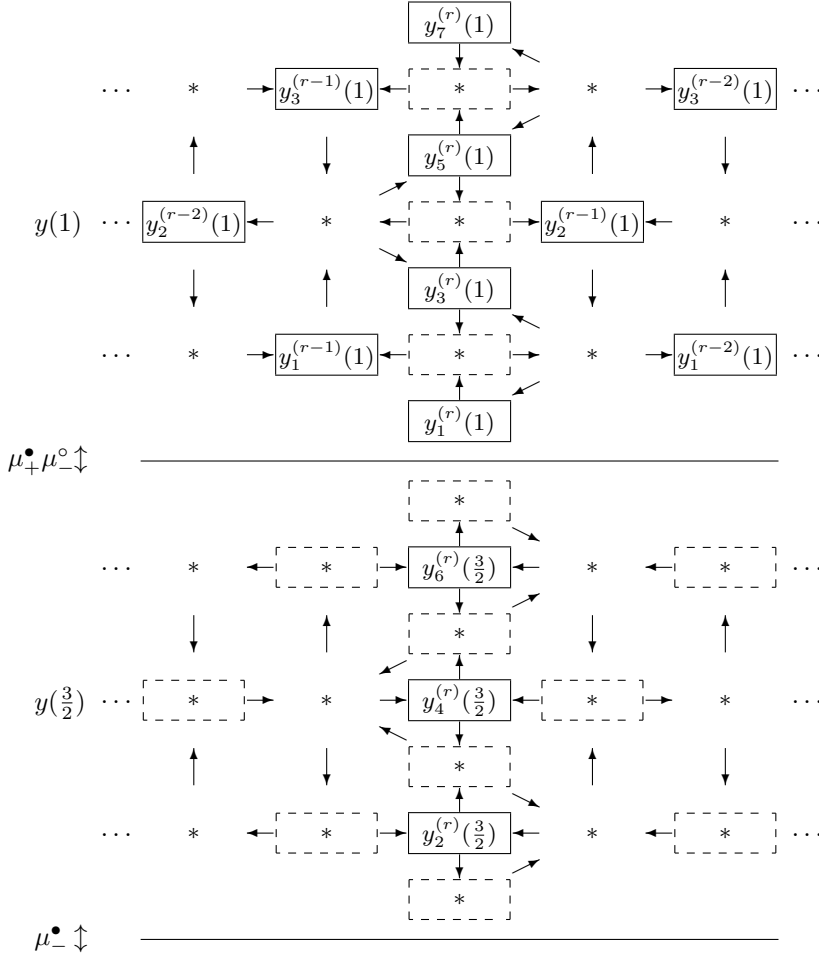 y_7^{(r)}(1)
⋯ * y_3^{(r−1)}(1) * * y_3^{(r−2)}(1) ⋯
y_5^{(r)}(1)
y(1) ⋯ y_2^{(r−2)}(1) * * y_2^{(r−1)}(1) * ⋯
y_3^{(r)}(1)
⋯ * y_1^{(r−1)}(1) * * y_1^{(r−2)}(1) ⋯
y_1^{(r)}(1)
μ_+^• μ_−^∘ ↕
*
⋯ * * y_6^{(r)}(3/2) * * ⋯
*
y(3/2) ⋯ * * y_4^{(r)}(3/2) * * ⋯
*
⋯ * * y_2^{(r)}(3/2) * * ⋯
*
μ_−^• ↕